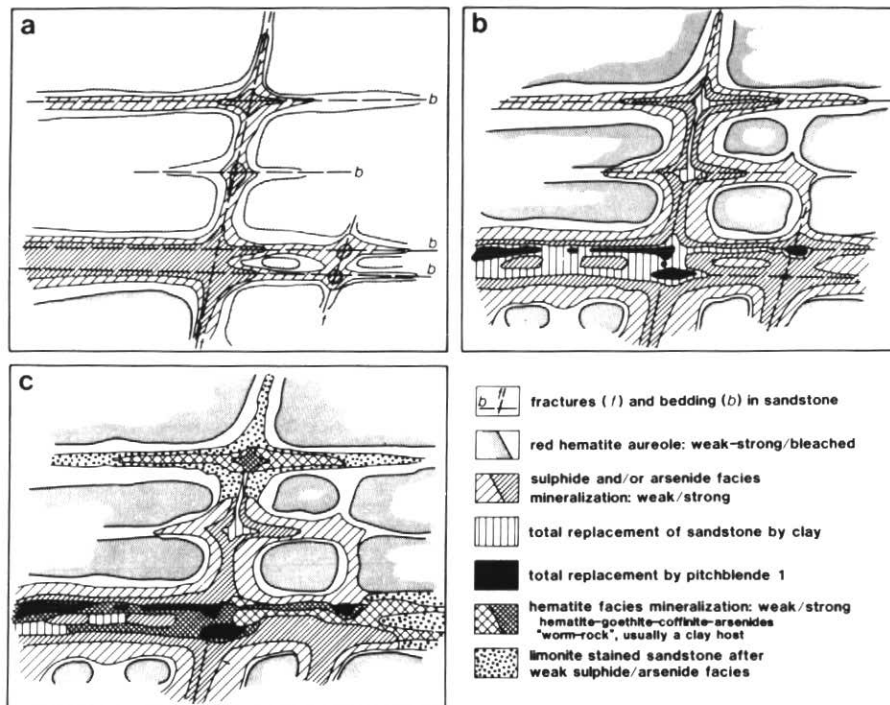 a
b
b
b
b
f
b
c
b f
fractures (f) and bedding (b) in sandstone
red hematite aureole: weak-strong/bleached
sulphide and/or arsenide facies
mineralization: weak/strong
total replacement of sandstone by clay
total replacement by pitchblende 1
hematite facies mineralization: weak/strong
hematite-goethite-coffinite-arsenides
"worm-rock", usually a clay host
limonite stained sandstone after
weak sulphide/arsenide facies